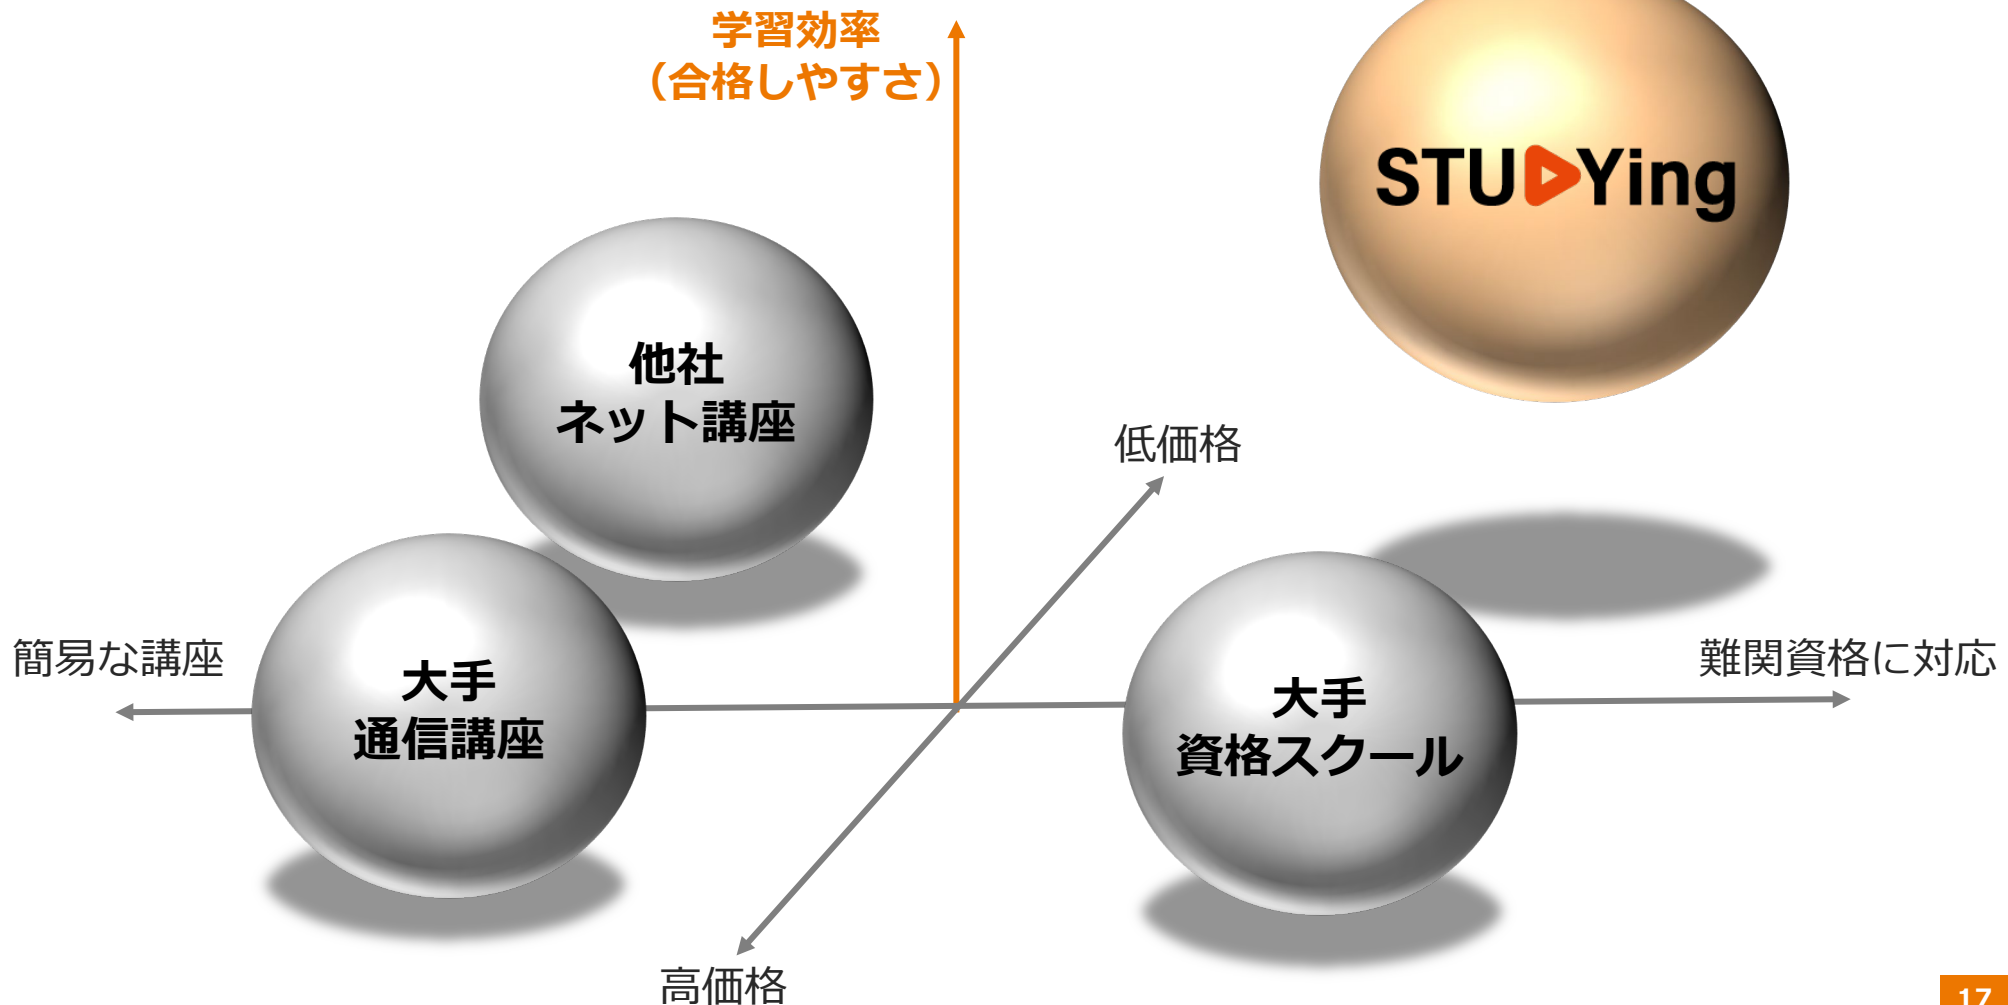 学習効率
（合格しやすさ）
STUDYing
他社
ネット講座
低価格
簡易な講座
大手
通信講座
大手
資格スクール
難関資格に対応
高価格
17